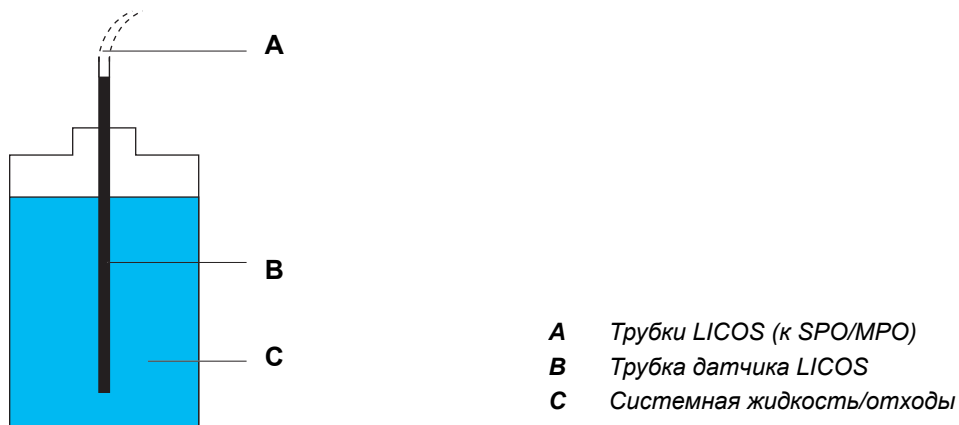 A
B
C
A Трубки LICOS (к SPO/MPO)
B Трубка датчика LICOS
C Системная жидкость/отходы